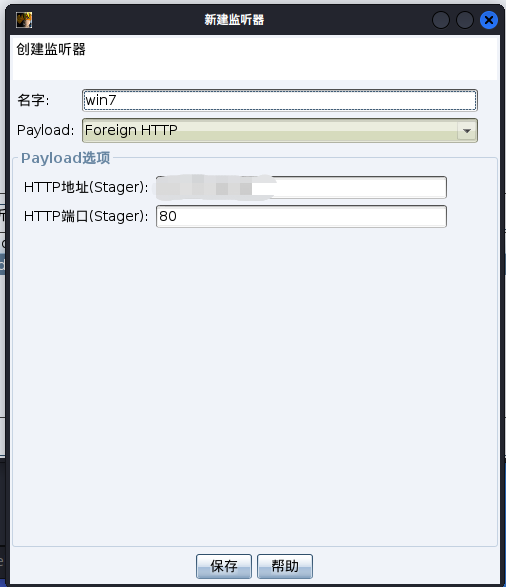 新建监听器
创建监听器
名字: win7
Payload: Foreign HTTP
Payload选项
HTTP地址(Stager):
HTTP端口(Stager): 80
保存 帮助